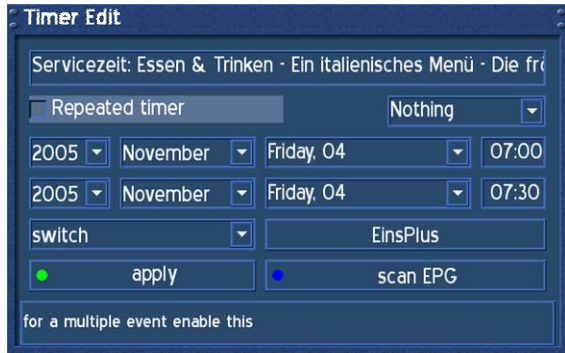 Timer Edit
Servicezeit: Essen & Trinken - Ein italienisches Menü - Die frö
Repeated timer Nothing
2005 November Friday, 04 07:00
2005 November Friday, 04 07:30
switch EinsPlus
apply scan EPG
for a multiple event enable this